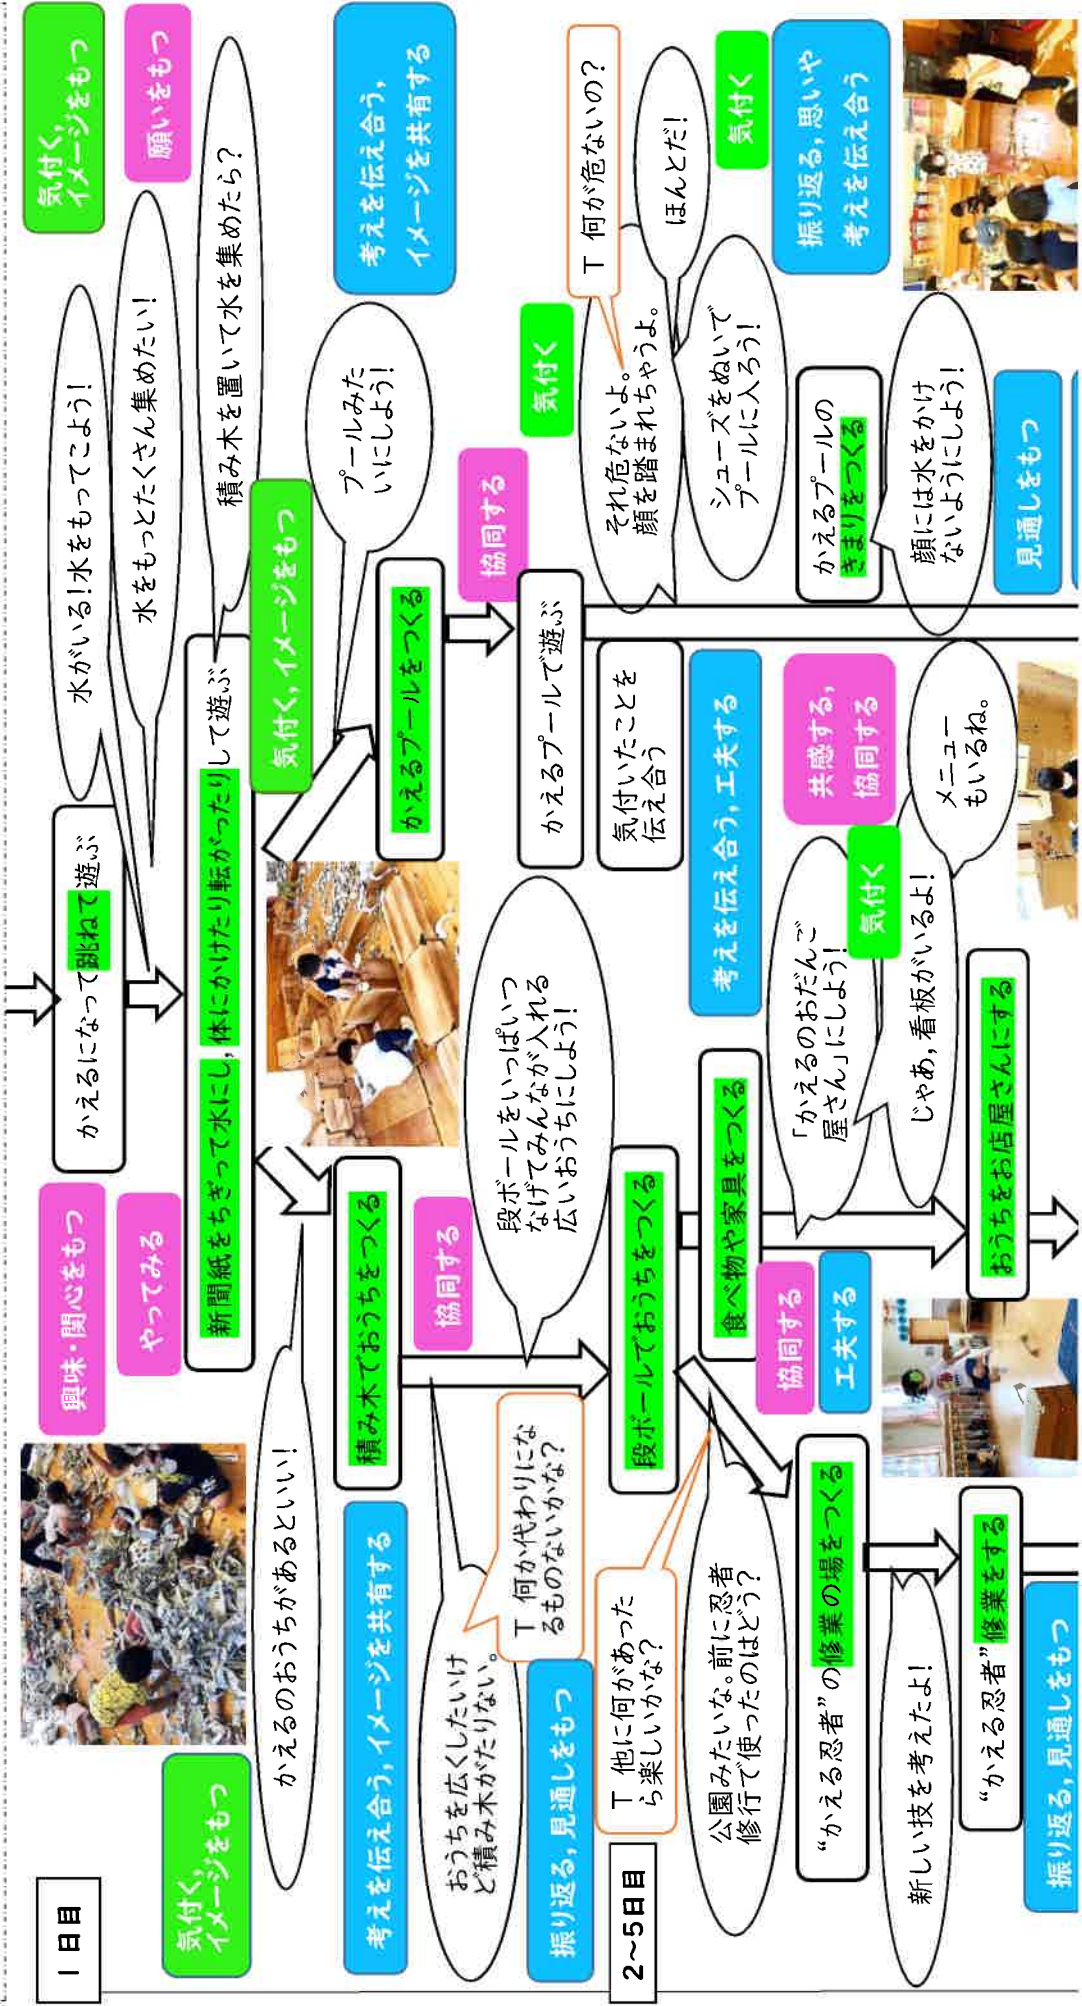 1日目
気付く,
イメージをもつ
興味・関心をもつ
やってみる
かえるになって跳ねて遊ぶ
水がいる!水をもってこよう!
水をもっとたくさん集めたい!
気付く,
イメージをもつ
願いをもつ
新聞紙をちぎって水にし,体にかけたり転がったりして遊ぶ
積み木を置いて水を集めたら?
かえるのおうちがあるといい!
気付く,イメージをもつ
プールみた
いにしよう!
考えを伝え合う,
イメージを共有する
考えを伝え合う,イメージを共有する
積み木でおうちをつくる
かえるプールをつくる
協同する
協同する
おうちを広くしたいけ
ど積み木がたりない。
T 何か代わりにな
るものないかな?
段ボールをいっぱいつ
なげてみんなが入れる
広いおうちにしよう!
かえるプールで遊ぶ
気付く
それ危ないよ。
顔を踏まれちゃうよ。
T 何が危ないの?
ほんとだ!
気付く
振り返る,見通しをもつ
2~5日目
T 他に何があった
ら楽しいかな?
段ボールでおうちをつくる
気付いたことを
伝え合う
考えを伝え合う,工夫する
シューズをぬいで
プールに入ろう!
振り返る,思いや
考えを伝え合う
公園みたいな。前に忍者
修行で使ったのはどう?
食べ物や家具をつくる
協同する
工夫する
「かえるのおだんご
屋さん」にしよう!
共感する,
協同する
気付く
かえるプールの
きまりをつくる
“かえる忍者”の修業の場をつくる
じゃあ,看板がいるよ!
メニュー
もいるね。
顔には水をかけ
ないようにしよう!
新しい技を考えたよ!
“かえる忍者”修業をする
おうちをお店屋さんにする
見通しをもつ
振り返る,見通しをもつ